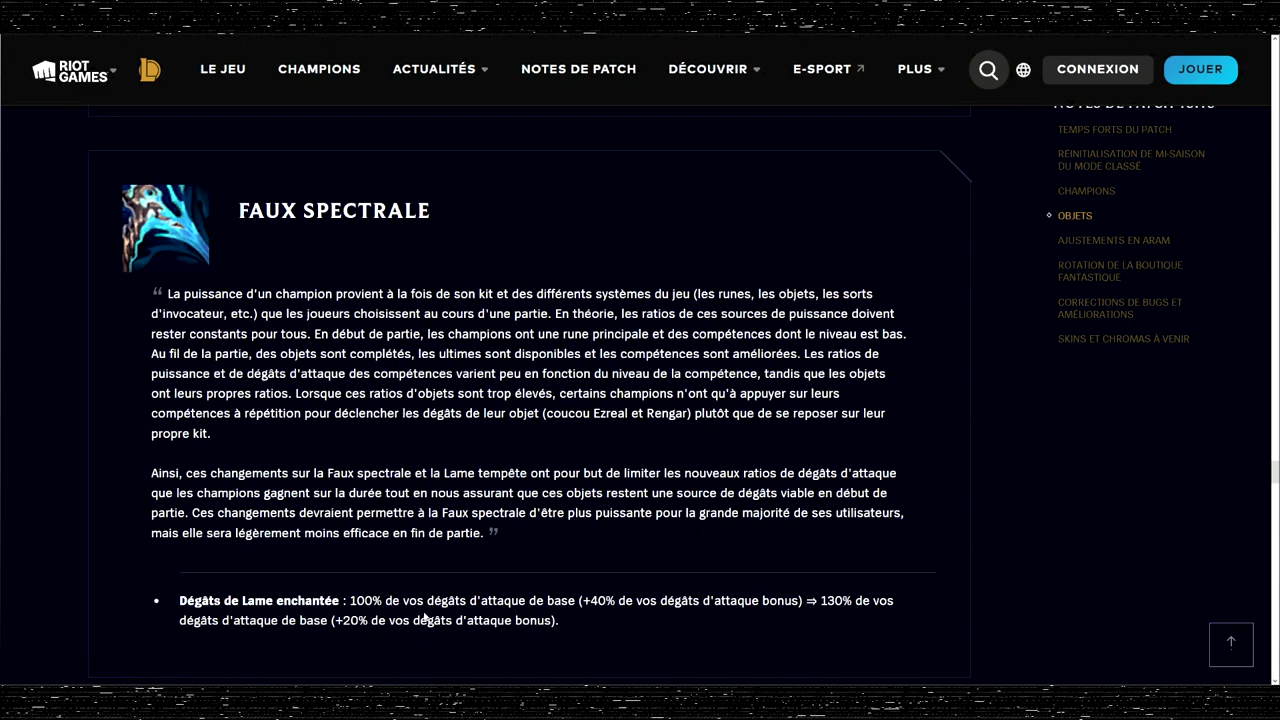 RIOT GAMES
LE JEU
CHAMPIONS
ACTUALITÉS
NOTES DE PATCH
DÉCOUVRIR
E-SPORT
PLUS
CONNEXION
JOUER
TEMPS FORTS DU PATCH
RÉINITIALISATION DE MI-SAISON
DU MODE CLASSÉ
CHAMPIONS
OBJETS
AJUSTEMENTS EN ARAM
ROTATION DE LA BOUTIQUE
FANTASTIQUE
CORRECTIONS DE BUGS ET
AMÉLIORATIONS
SKINS ET CHROMAS À VENIR
FAUX SPECTRALE
“ La puissance d'un champion provient à la fois de son kit et des différents systèmes du jeu (les runes, les objets, les sorts
d'invocateur, etc.) que les joueurs choisissent au cours d'une partie. En théorie, les ratios de ces sources de puissance doivent
rester constants pour tous. En début de partie, les champions ont une rune principale et des compétences dont le niveau est bas.
Au fil de la partie, des objets sont complétés, les ultimes sont disponibles et les compétences sont améliorées. Les ratios de
puissance et de dégâts d'attaque des compétences varient peu en fonction du niveau de la compétence, tandis que les objets
ont leurs propres ratios. Lorsque ces ratios d'objets sont trop élevés, certains champions n'ont qu'à appuyer sur leurs
compétences à répétition pour déclencher les dégâts de leur objet (coucou Ezreal et Rengar) plutôt que de se reposer sur leur
propre kit.
Ainsi, ces changements sur la Faux spectrale et la Lame tempête ont pour but de limiter les nouveaux ratios de dégâts d'attaque
que les champions gagnent sur la durée tout en nous assurant que ces objets restent une source de dégâts viable en début de
partie. Ces changements devraient permettre à la Faux spectrale d'être plus puissante pour la grande majorité de ses utilisateurs,
mais elle sera légèrement moins efficace en fin de partie. ”
• Dégâts de Lame enchantée : 100% de vos dégâts d'attaque de base (+40% de vos dégâts d'attaque bonus) ⇒ 130% de vos
dégâts d'attaque de base (+20% de vos dégâts d'attaque bonus).